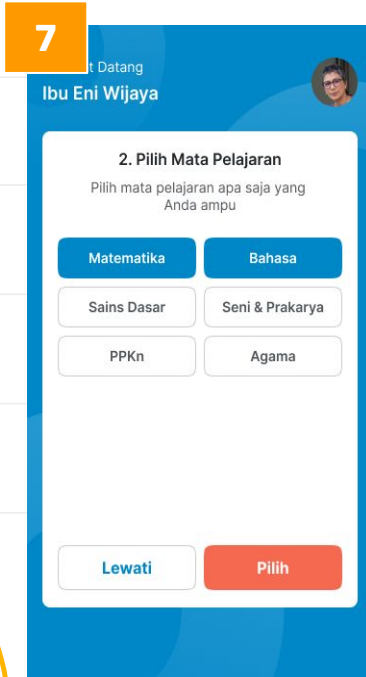 7
t Datang
Ibu Eni Wijaya
2. Pilih Mata Pelajaran
Pilih mata pelajaran apa saja yang
Anda ampu
Matematika
Bahasa
Sains Dasar
Seni & Prakarya
PPKn
Agama
Lewati
Pilih